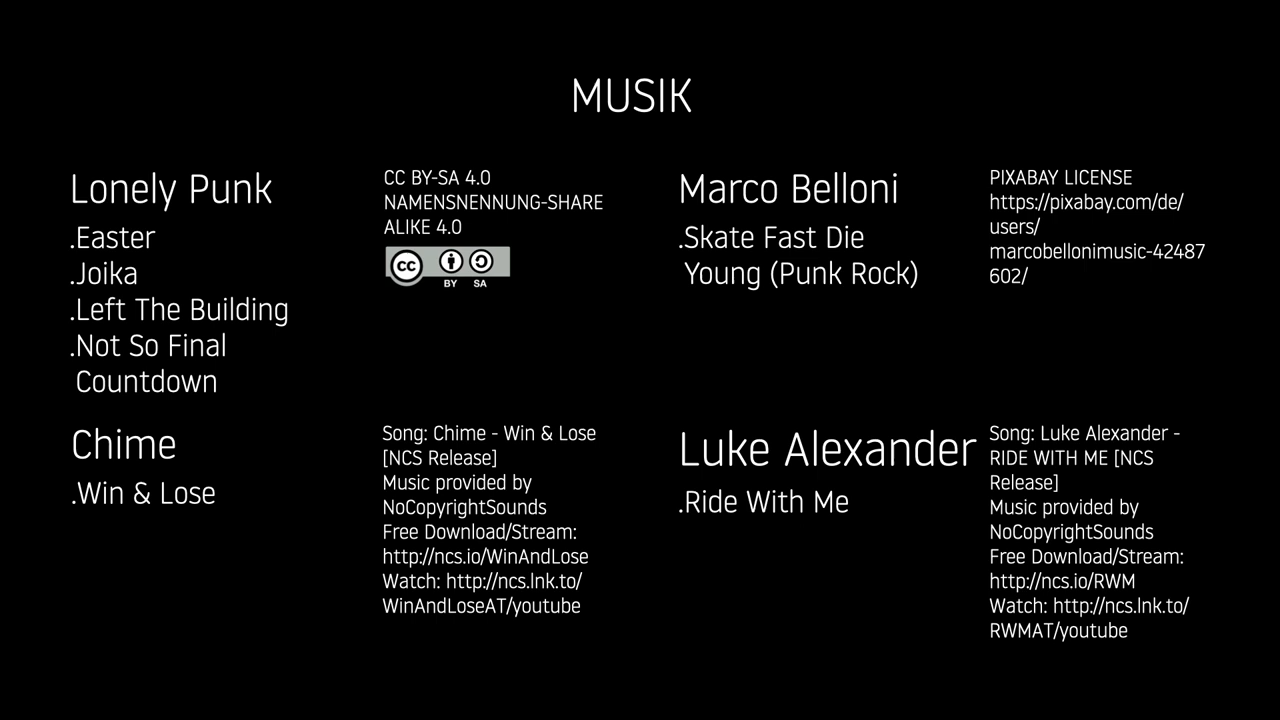 MUSIK
Lonely Punk
.Easter
.Joika
.Left The Building
.Not So Final
Countdown
CC BY-SA 4.0
NAMENSNENNUNG-SHARE
ALIKE 4.0
cc
BY SA
Marco Belloni
.Skate Fast Die
Young (Punk Rock)
PIXABAY LICENSE
https://pixabay.com/de/
users/
marcobellonimusic-42487
602/
Chime
.Win & Lose
Song: Chime - Win & Lose
[NCS Release]
Music provided by
NoCopyrightSounds
Free Download/Stream:
http://ncs.io/WinAndLose
Watch: http://ncs.lnk.to/
WinAndLoseAT/youtube
Luke Alexander
.Ride With Me
Song: Luke Alexander -
RIDE WITH ME [NCS
Release]
Music provided by
NoCopyrightSounds
Free Download/Stream:
http://ncs.io/RWM
Watch: http://ncs.lnk.to/
RWMAT/youtube